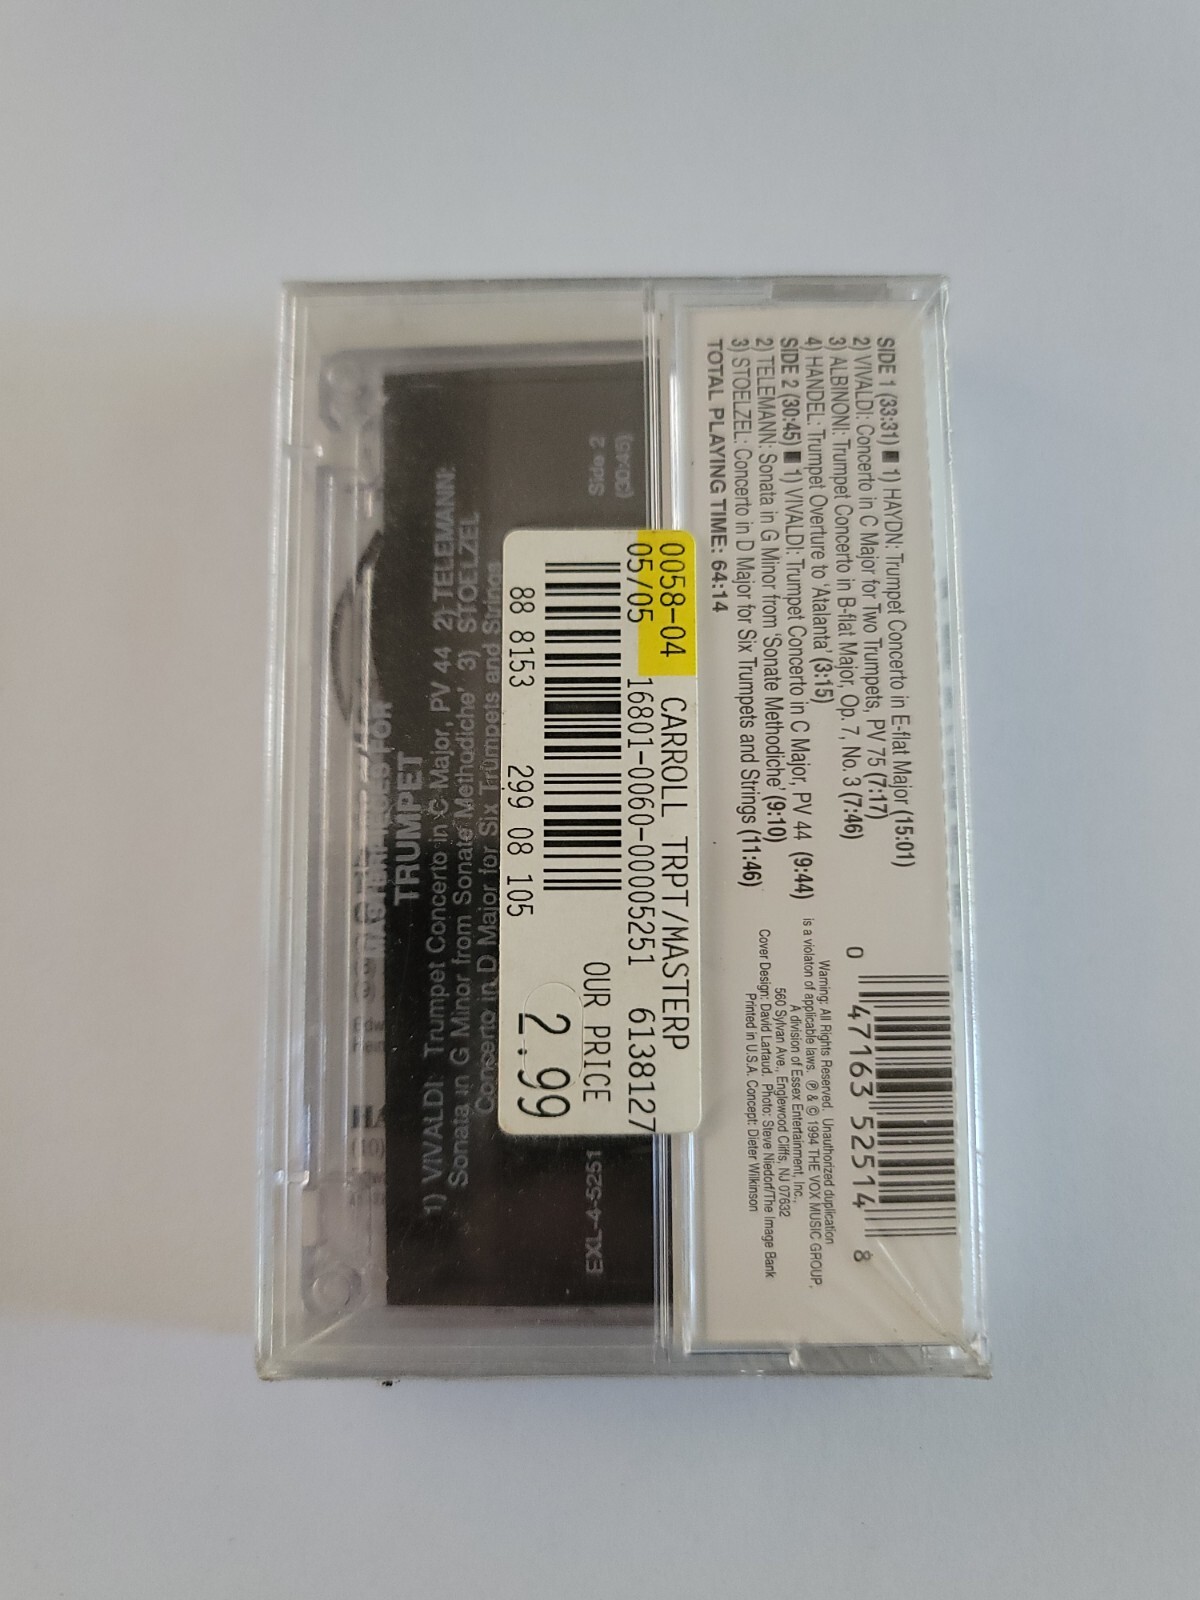 SIDE 1 (33:31) ■ 1) HAYDN: Trumpet Concerto in E-flat Major (15:01)
2) VIVALDI: Concerto in C Major for Two Trumpets, PV 75 (7:17)
3) ALBINONI: Trumpet Concerto in B-flat Major, Op. 7, No. 3 (7:46)
4) HANDEL: Trumpet Overture to 'Atalanta' (3:15)
SIDE 2 (30:45) ■ 1) VIVALDI: Trumpet Concerto in C Major, PV 44 (9:44)
2) TELEMANN: Sonata in G Minor from 'Sonate Methodiche' (9:10)
3) STOELZEL: Concerto in D Major for Six Trumpets and Strings (11:46)
TOTAL PLAYING TIME: 64:14
0 47163 52514 8
Warning: All Rights Reserved. Unauthorized duplication
is a violaton of applicable laws. ℗ & © 1994 THE VOX MUSIC GROUP,
A division of Essex Entertainment, Inc.,
560 Sylvan Ave., Englewood Cliffs, NJ 07632
Cover Design: David Lartaud. Photo: Steve Niedorf/The Image Bank
Printed in U.S.A. Concept: Dieter Wilkinson
0058-04 CARROLL TRPT/MASTERP
05/05 16801-0060-00005251 6138127
OUR PRICE
88 8153 299 08 105 2.99
(30:45)
Side 2
EXL-4-5251
TRUMPET
1) VIVALDI: Trumpet Concerto in C Major, PV 44 2) TELEMANN:
Sonata in G Minor from 'Sonate Methodiche' 3) STOELZEL
Concerto in D Major for Six Trumpets and Strings